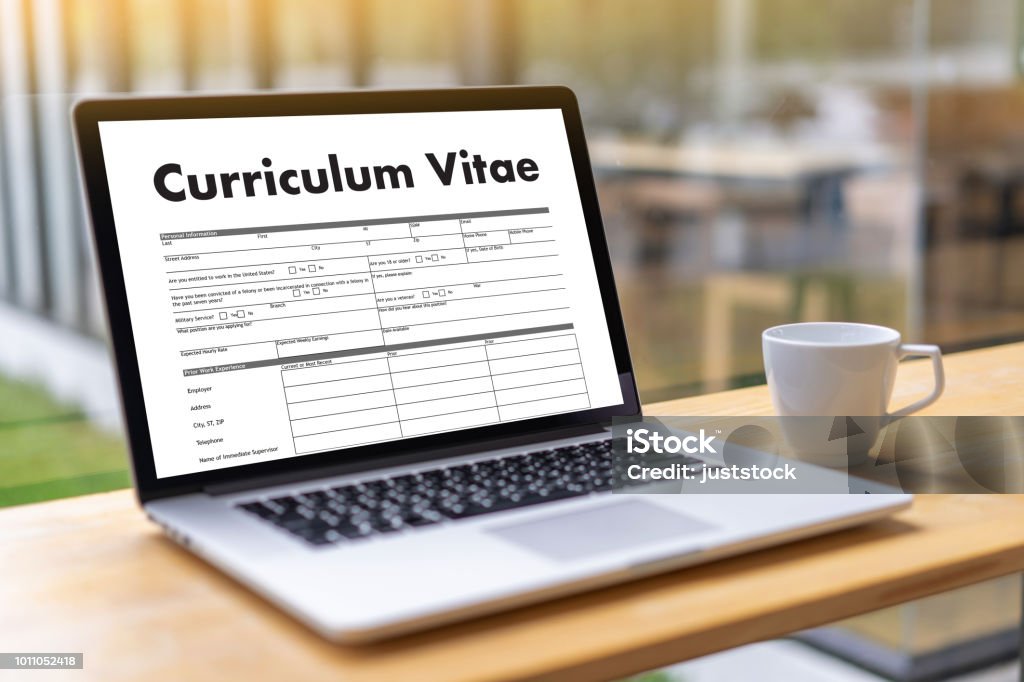 Curriculum Vitae
Personal Information
Last First MI State Email
Street Address City ST Zip Home Phone Mobile Phone
Are you entitled to work in the United States? Yes No Are you 18 or older? Yes No If yes, Date of Birth
Have you been convicted of a felony or been incarcerated in connection with a felony in
the past seven years? Yes No If yes, please explain:
Military Service? Yes No Branch Are you a veteran? Yes No War
What position are you applying for? How did you hear about this position?
Expected Hourly Rate Expected Weekly Earnings Date Available
Prior Work Experience Current or Most Recent Prior Prior
Employer
Address
City, ST, ZIP
Telephone
Name of Immediate Supervisor
iStock™
Credit: juststock
1011052418